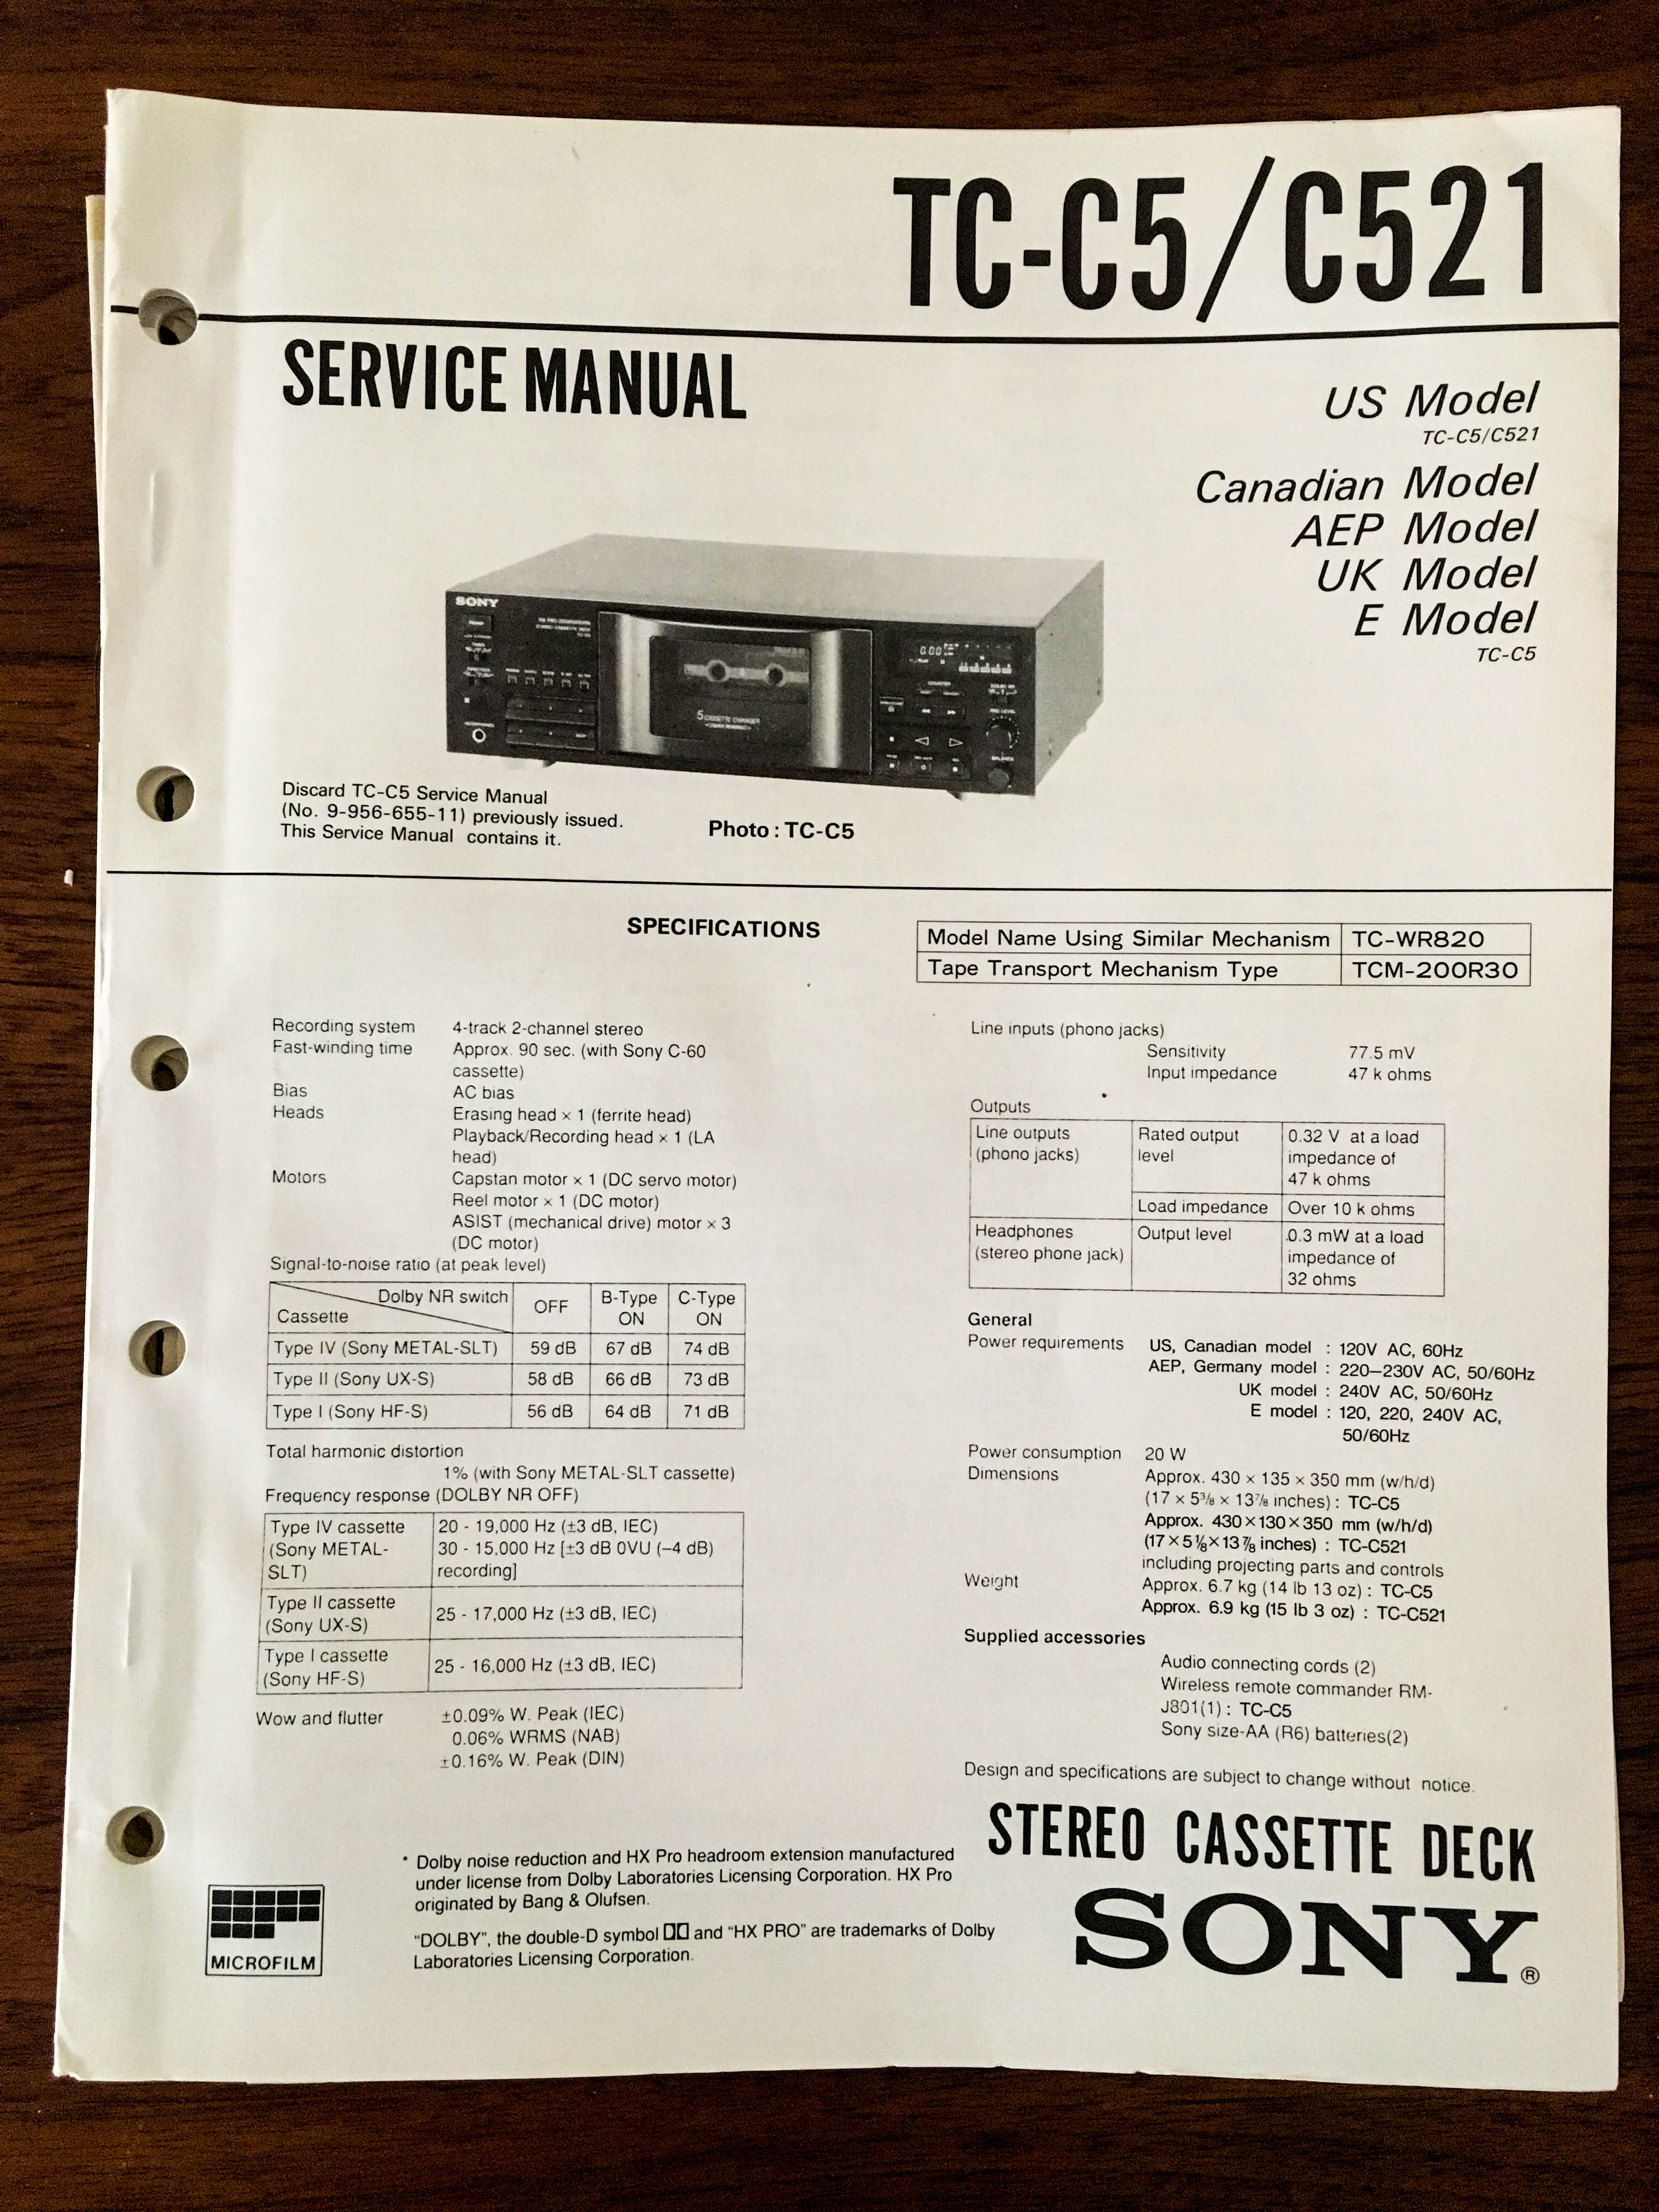 TC-C5/C521
SERVICE MANUAL
US Model
TC-C5/C521
Canadian Model
AEP Model
UK Model
E Model
TC-C5
SONY
5 CASSETTE CHANGER
Discard TC-C5 Service Manual
(No. 9-956-655-11) previously issued.
This Service Manual contains it.
Photo : TC-C5
SPECIFICATIONS
Model Name Using Similar Mechanism TC-WR820
Tape Transport Mechanism Type TCM-200R30
Recording system 4-track 2-channel stereo
Fast-winding time Approx. 90 sec. (with Sony C-60
cassette)
Bias AC bias
Heads Erasing head × 1 (ferrite head)
Playback/Recording head × 1 (LA
head)
Motors Capstan motor × 1 (DC servo motor)
Reel motor × 1 (DC motor)
ASIST (mechanical drive) motor × 3
(DC motor)
Signal-to-noise ratio (at peak level)
Dolby NR switch OFF B-Type ON C-Type ON
Cassette
Type IV (Sony METAL-SLT) 59 dB 67 dB 74 dB
Type II (Sony UX-S) 58 dB 66 dB 73 dB
Type I (Sony HF-S) 56 dB 64 dB 71 dB
Total harmonic distortion
1% (with Sony METAL-SLT cassette)
Frequency response (DOLBY NR OFF)
Type IV cassette 20 - 19,000 Hz (±3 dB, IEC)
(Sony METAL- 30 - 15,000 Hz [±3 dB 0VU (−4 dB)
SLT) recording]
Type II cassette
(Sony UX-S) 25 - 17,000 Hz (±3 dB, IEC)
Type I cassette
(Sony HF-S) 25 - 16,000 Hz (±3 dB, IEC)
Wow and flutter ±0.09% W. Peak (IEC)
0.06% WRMS (NAB)
±0.16% W. Peak (DIN)
Line inputs (phono jacks)
Sensitivity 77.5 mV
Input impedance 47 k ohms
Outputs
Line outputs Rated output 0.32 V at a load
(phono jacks) level impedance of
47 k ohms
Load impedance Over 10 k ohms
Headphones Output level 0.3 mW at a load
(stereo phone jack) impedance of
32 ohms
General
Power requirements US, Canadian model : 120V AC, 60Hz
AEP, Germany model : 220–230V AC, 50/60Hz
UK model : 240V AC, 50/60Hz
E model : 120, 220, 240V AC,
50/60Hz
Power consumption 20 W
Dimensions Approx. 430 × 135 × 350 mm (w/h/d)
(17 × 5 3/8 × 13 7/8 inches) : TC-C5
Approx. 430×130×350 mm (w/h/d)
(17×5 1/8×13 7/8 inches) : TC-C521
including projecting parts and controls
Weight Approx. 6.7 kg (14 lb 13 oz) : TC-C5
Approx. 6.9 kg (15 lb 3 oz) : TC-C521
Supplied accessories
Audio connecting cords (2)
Wireless remote commander RM-
J801(1) : TC-C5
Sony size-AA (R6) batteries(2)
Design and specifications are subject to change without notice.
* Dolby noise reduction and HX Pro headroom extension manufactured
under license from Dolby Laboratories Licensing Corporation. HX Pro
originated by Bang & Olufsen.
“DOLBY”, the double-D symbol and “HX PRO” are trademarks of Dolby
Laboratories Licensing Corporation.
MICROFILM
STEREO CASSETTE DECK
SONY®